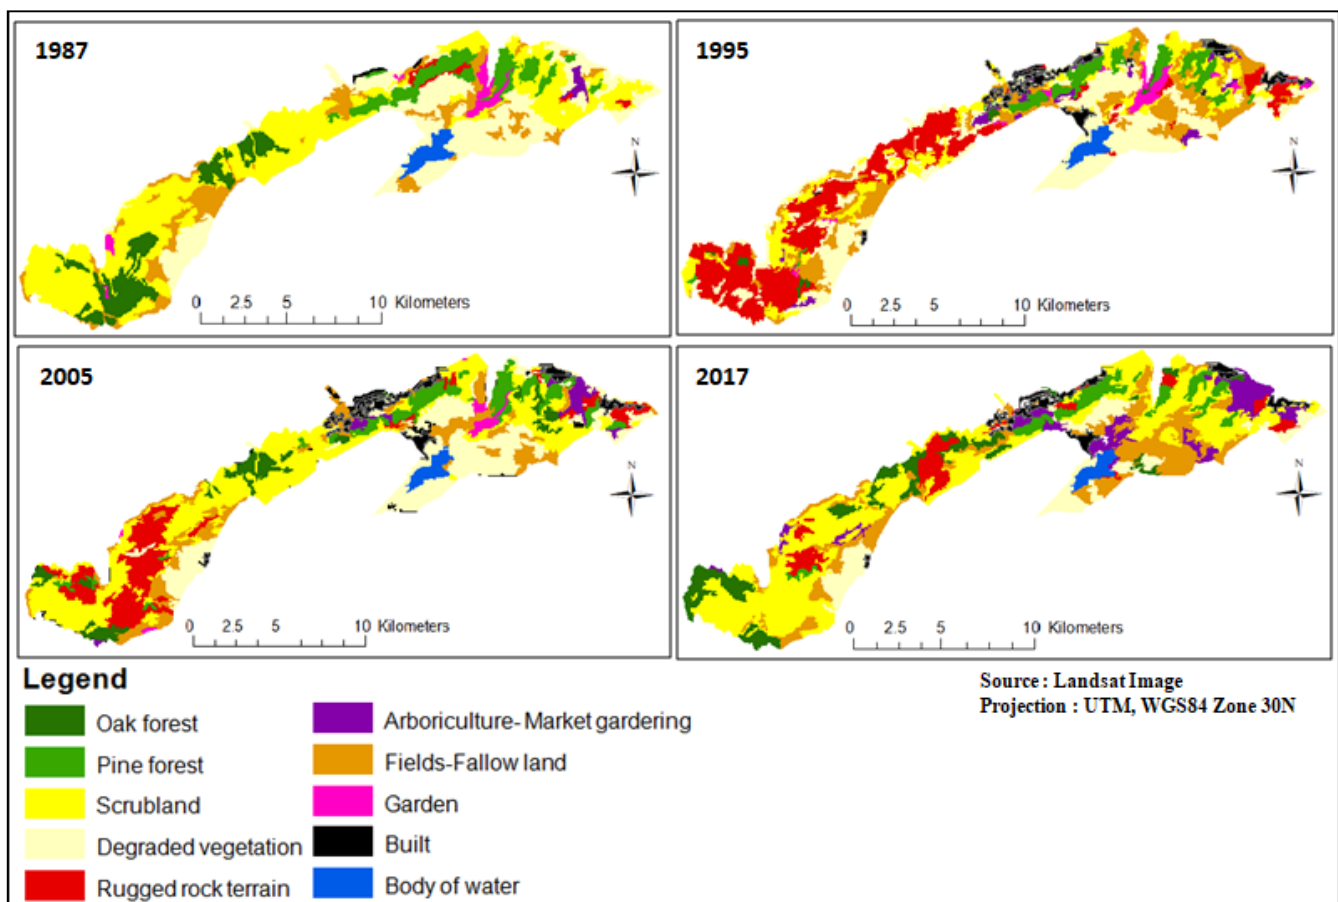 1987
N
0 2.5 5 10 Kilometers
1995
N
0 2.5 5 10 Kilometers
2005
N
0 2.5 5 10 Kilometers
2017
N
0 2.5 5 10 Kilometers
Legend
Oak forest
Pine forest
Scrubland
Degraded vegetation
Rugged rock terrain
Arboriculture- Market gardering
Fields-Fallow land
Garden
Built
Body of water
Source : Landsat Image
Projection : UTM, WGS84 Zone 30N